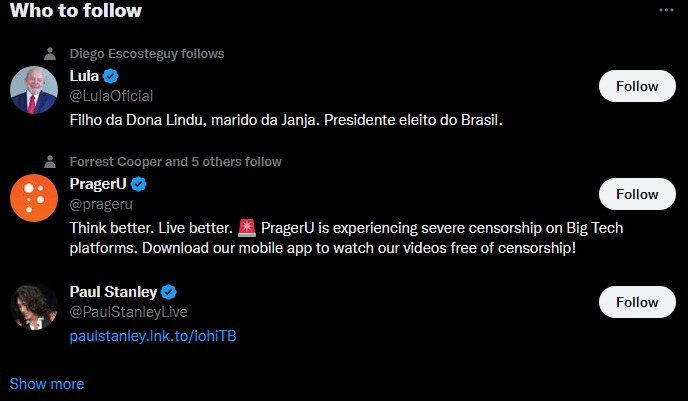 Who to follow
Diego Escosteguy follows
Lula
@LulaOficial
Follow
Filho da Dona Lindu, marido da Janja. Presidente eleito do Brasil.
Forrest Cooper and 5 others follow
PragerU
@prageru
Follow
Think better. Live better. 🚨 PragerU is experiencing severe censorship on Big Tech
platforms. Download our mobile app to watch our videos free of censorship!
Paul Stanley
@PaulStanleyLive
Follow
paulstanley.lnk.to/iohiTB
Show more